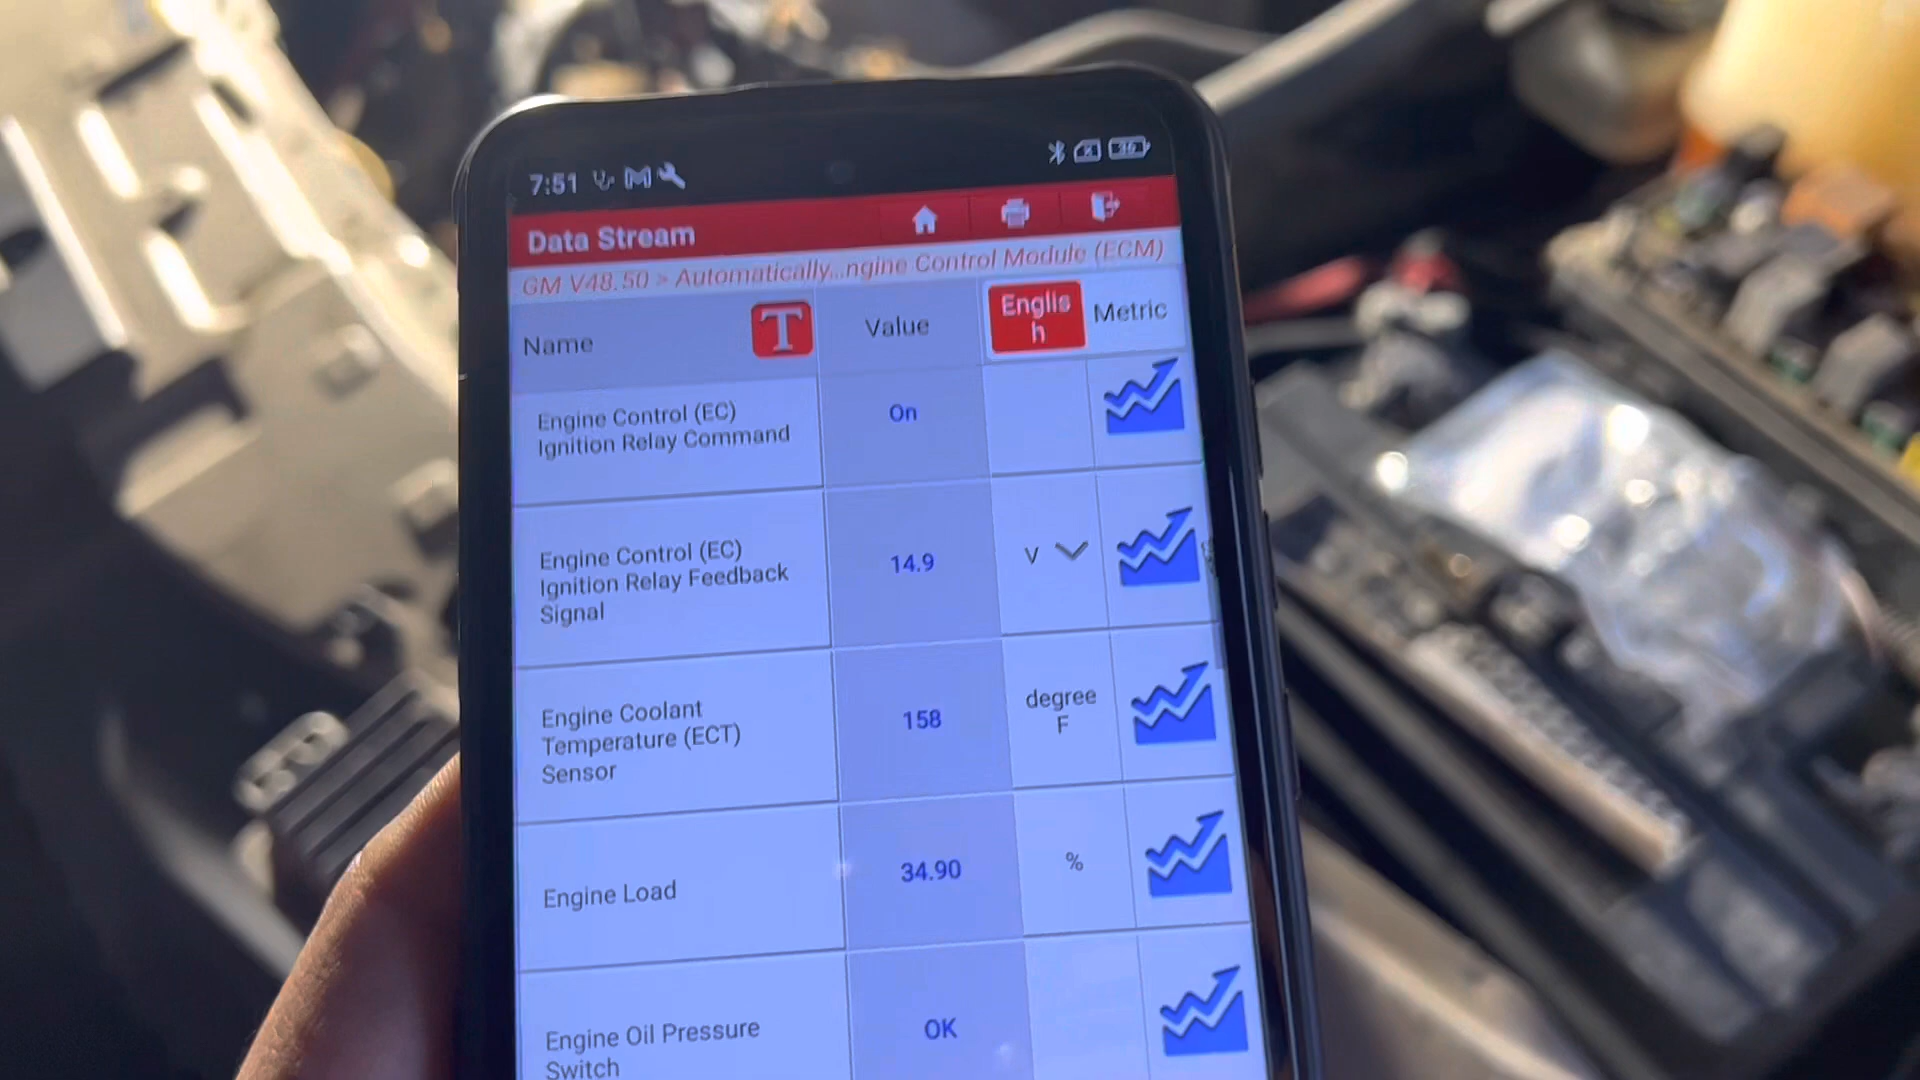 7:51
Data Stream
GM V48.50 > Automatically...ngine Control Module (ECM)
Name
T
Value
Englis
h
Metric
Engine Control (EC)
Ignition Relay Command
On
Engine Control (EC)
Ignition Relay Feedback
Signal
14.9
V
Engine Coolant
Temperature (ECT)
Sensor
158
degree
F
Engine Load
34.90
%
Engine Oil Pressure
Switch
OK